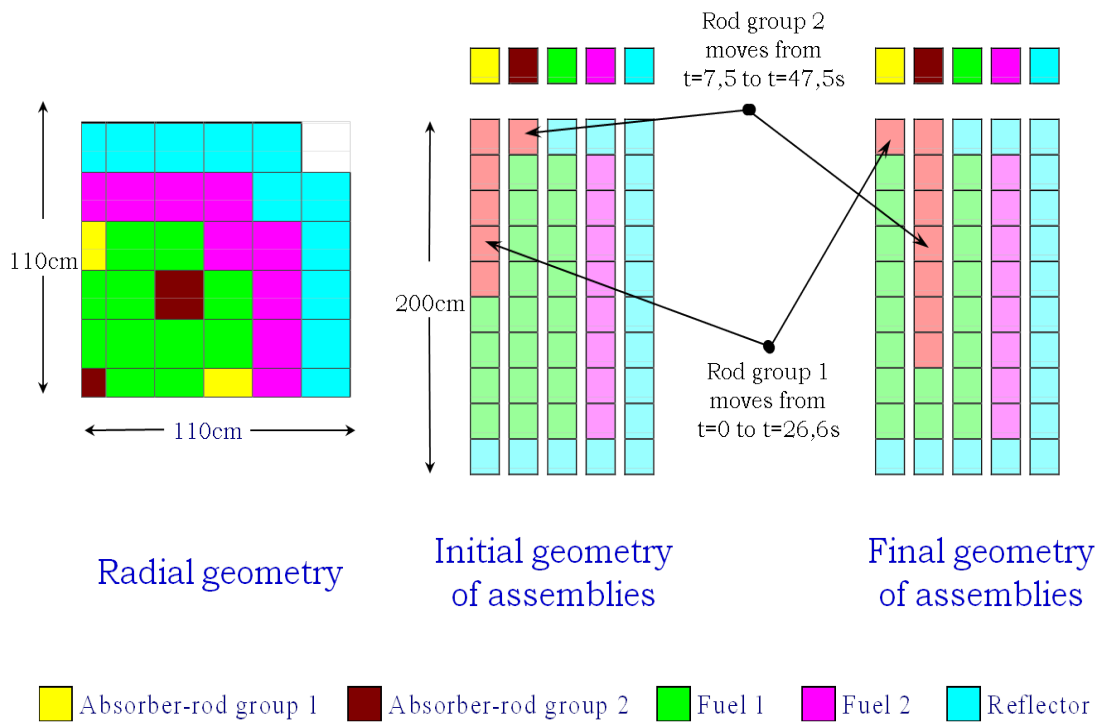 Rod group 2
moves from
t=7,5 to t=47,5s
110cm
110cm
200cm
Rod group 1
moves from
t=0 to t=26,6s
Radial geometry
Initial geometry
of assemblies
Final geometry
of assemblies
Absorber-rod group 1
Absorber-rod group 2
Fuel 1
Fuel 2
Reflector